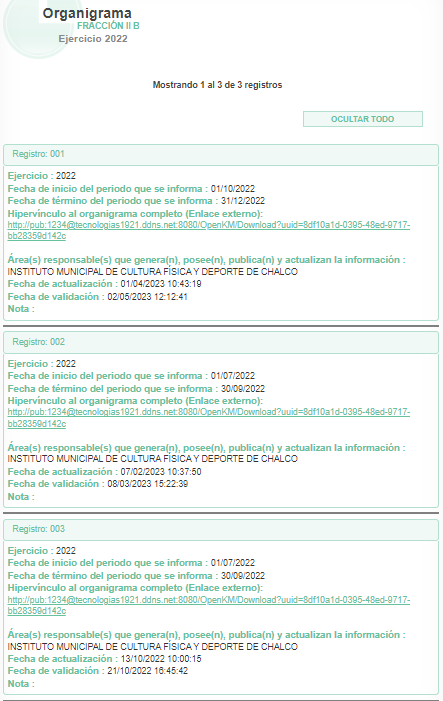 Organigrama
FRACCIÓN II B
Ejercicio 2022
Mostrando 1 al 3 de 3 registros
OCULTAR TODO
Registro: 001
Ejercicio : 2022
Fecha de inicio del periodo que se informa : 01/10/2022
Fecha de término del periodo que se informa : 31/12/2022
Hipervínculo al organigrama completo (Enlace externo):
http://pub:1234@tecnologias1921.ddns.net:8080/OpenKM/Download?uuid=8df10a1d-0395-48ed-9717-
bb28359d142c
Área(s) responsable(s) que genera(n), posee(n), publica(n) y actualizan la información :
INSTITUTO MUNICIPAL DE CULTURA FÍSICA Y DEPORTE DE CHALCO
Fecha de actualización : 01/04/2023 10:43:19
Fecha de validación : 02/05/2023 12:12:41
Nota :
Registro: 002
Ejercicio : 2022
Fecha de inicio del periodo que se informa : 01/07/2022
Fecha de término del periodo que se informa : 30/09/2022
Hipervínculo al organigrama completo (Enlace externo):
http://pub:1234@tecnologias1921.ddns.net:8080/OpenKM/Download?uuid=8df10a1d-0395-48ed-9717-
bb28359d142c
Área(s) responsable(s) que genera(n), posee(n), publica(n) y actualizan la información :
INSTITUTO MUNICIPAL DE CULTURA FÍSICA Y DEPORTE DE CHALCO
Fecha de actualización : 07/02/2023 10:37:50
Fecha de validación : 08/03/2023 15:22:39
Nota :
Registro: 003
Ejercicio : 2022
Fecha de inicio del periodo que se informa : 01/07/2022
Fecha de término del periodo que se informa : 30/09/2022
Hipervínculo al organigrama completo (Enlace externo):
http://pub:1234@tecnologias1921.ddns.net:8080/OpenKM/Download?uuid=8df10a1d-0395-48ed-9717-
bb28359d142c
Área(s) responsable(s) que genera(n), posee(n), publica(n) y actualizan la información :
INSTITUTO MUNICIPAL DE CULTURA FÍSICA Y DEPORTE DE CHALCO
Fecha de actualización : 13/10/2022 10:00:15
Fecha de validación : 21/10/2022 16:45:42
Nota :